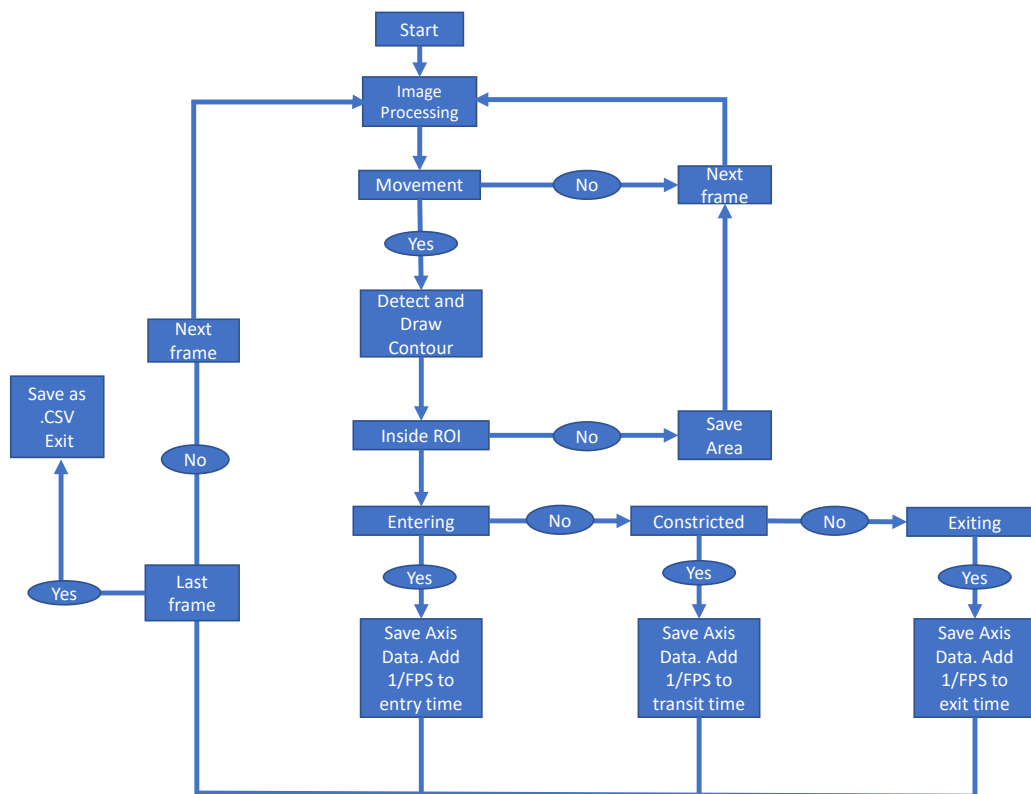 Start
Image
Processing
Movement
No
Next
frame
Yes
Detect and
Draw
Contour
Next
frame
Save as
.CSV
Exit
No
Inside ROI
No
Save
Area
Entering
No
Constricted
No
Exiting
Yes
Last
frame
Yes
Yes
Yes
Save Axis
Data. Add
1/FPS to
entry time
Save Axis
Data. Add
1/FPS to
transit time
Save Axis
Data. Add
1/FPS to
exit time